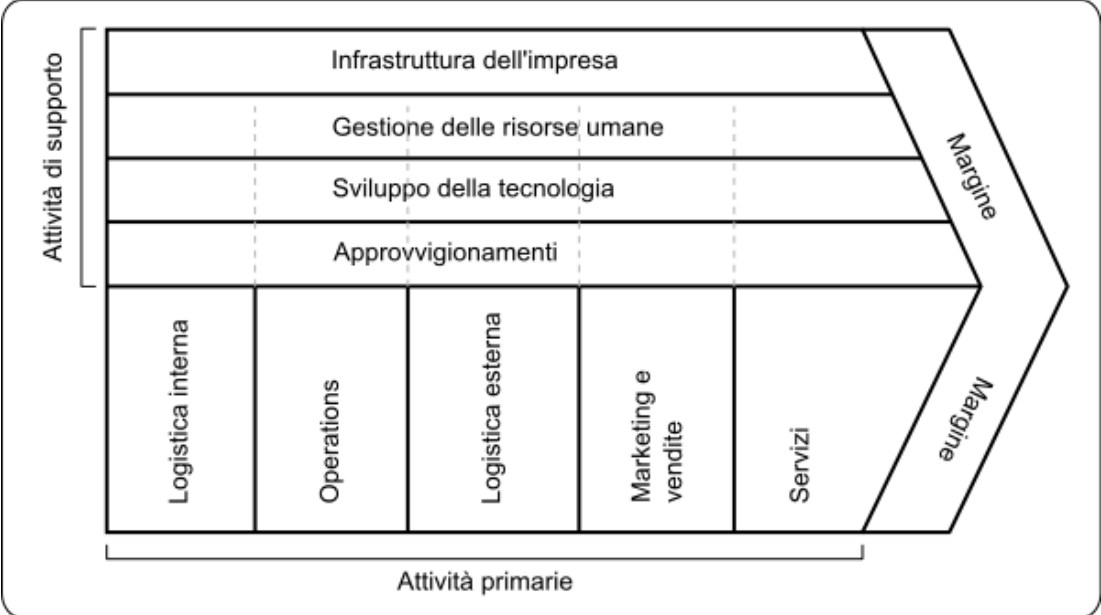 Attività di supporto
Infrastruttura dell'impresa
Gestione delle risorse umane
Sviluppo della tecnologia
Approvvigionamenti
Margine
Logistica interna
Operations
Logistica esterna
Marketing e
vendite
Servizi
Margine
Attività primarie